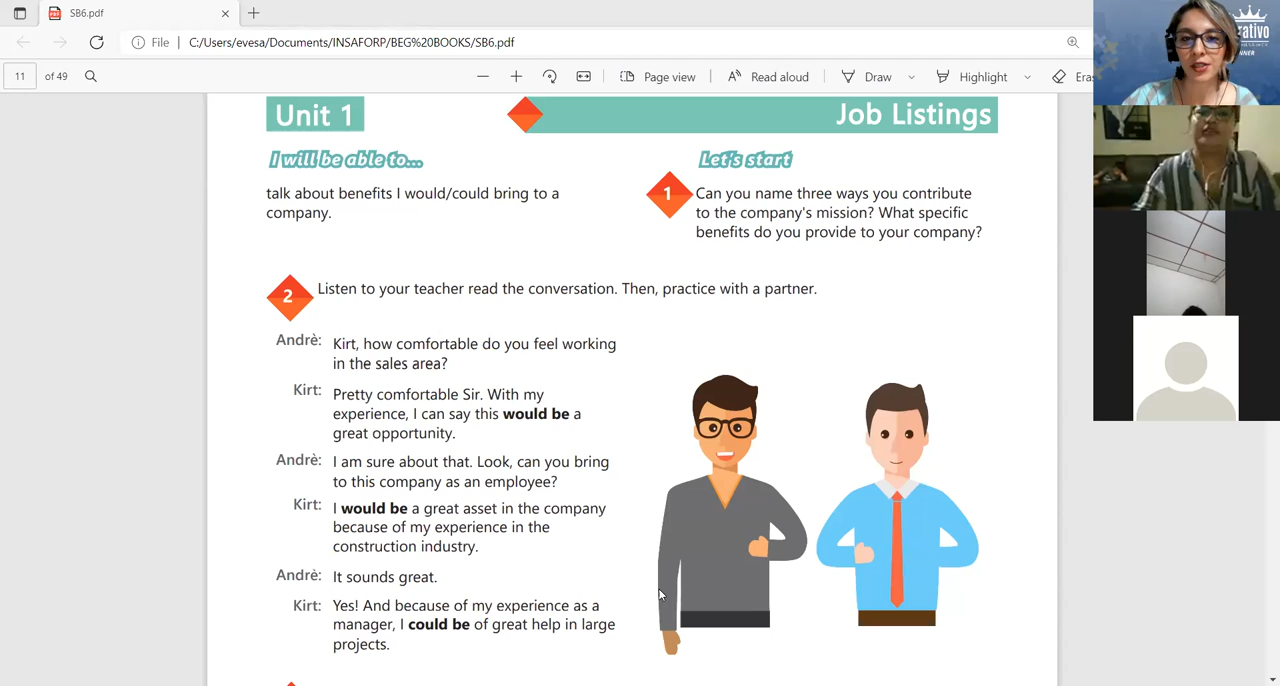 SB6.pdf
File
C:/Users/evesa/Documents/INSAFORP/BEG%20BOOKS/SB6.pdf
11 of 49
Page view
Read aloud
Draw
Highlight
Unit 1
Job Listings
I will be able to...
talk about benefits I would/could bring to a
company.
Let's start
1
Can you name three ways you contribute
to the company's mission? What specific
benefits do you provide to your company?
2
Listen to your teacher read the conversation. Then, practice with a partner.
Andrè: Kirt, how comfortable do you feel working
in the sales area?
Kirt: Pretty comfortable Sir. With my
experience, I can say this would be a
great opportunity.
Andrè: I am sure about that. Look, can you bring
to this company as an employee?
Kirt: I would be a great asset in the company
because of my experience in the
construction industry.
Andrè: It sounds great.
Kirt: Yes! And because of my experience as a
manager, I could be of great help in large
projects.